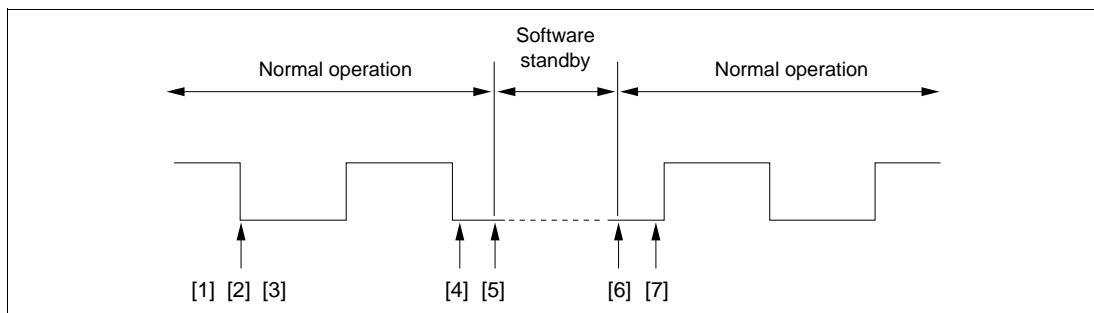 Software
standby
Normal operation
Normal operation
[1] [2] [3]
[4] [5]
[6] [7]